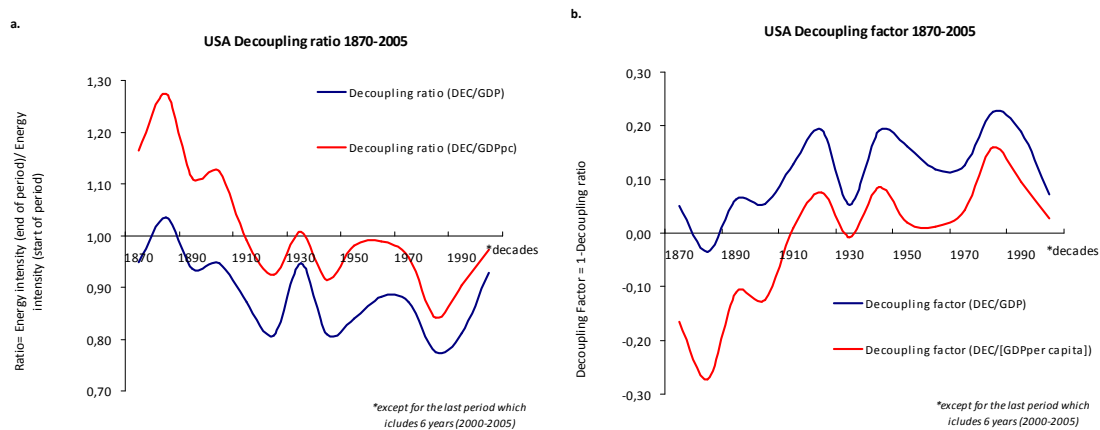 a.
USA Decoupling ratio 1870-2005
Ratio= Energy intensity (end of period)/ Energy
intensity (start of period)
1,30
1,20
1,10
1,00
0,90
0,80
0,70
Decoupling ratio (DEC/GDP)
Decoupling ratio (DEC/GDPpc)
1870 1890 1910 1930 1950 1970 1990
*decades
*except for the last period which
icludes 6 years (2000-2005)
b.
USA Decoupling factor 1870-2005
Decoupling Factor = 1-Decoupling ratio
0,30
0,20
0,10
0,00
-0,10
-0,20
-0,30
1870 1890 1910 1930 1950 1970 1990
*decades
Decoupling factor (DEC/GDP)
Decoupling factor (DEC/[GDPper capita])
*except for the last period which
icludes 6 years (2000-2005)